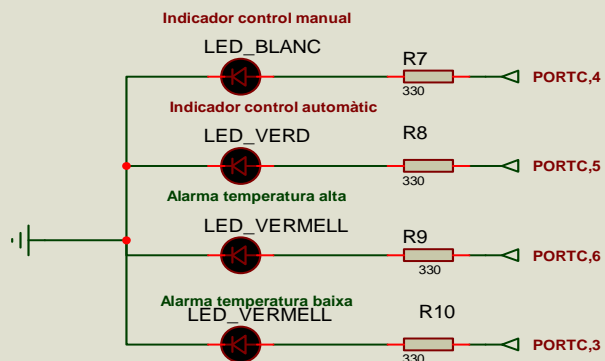 Indicador control manual
LED_BLANC
R7
330
PORTC,4
Indicador control automàtic
LED_VERD
R8
330
PORTC,5
Alarma temperatura alta
LED_VERMELL
R9
330
PORTC,6
Alarma temperatura baixa
LED_VERMELL
R10
330
PORTC,3